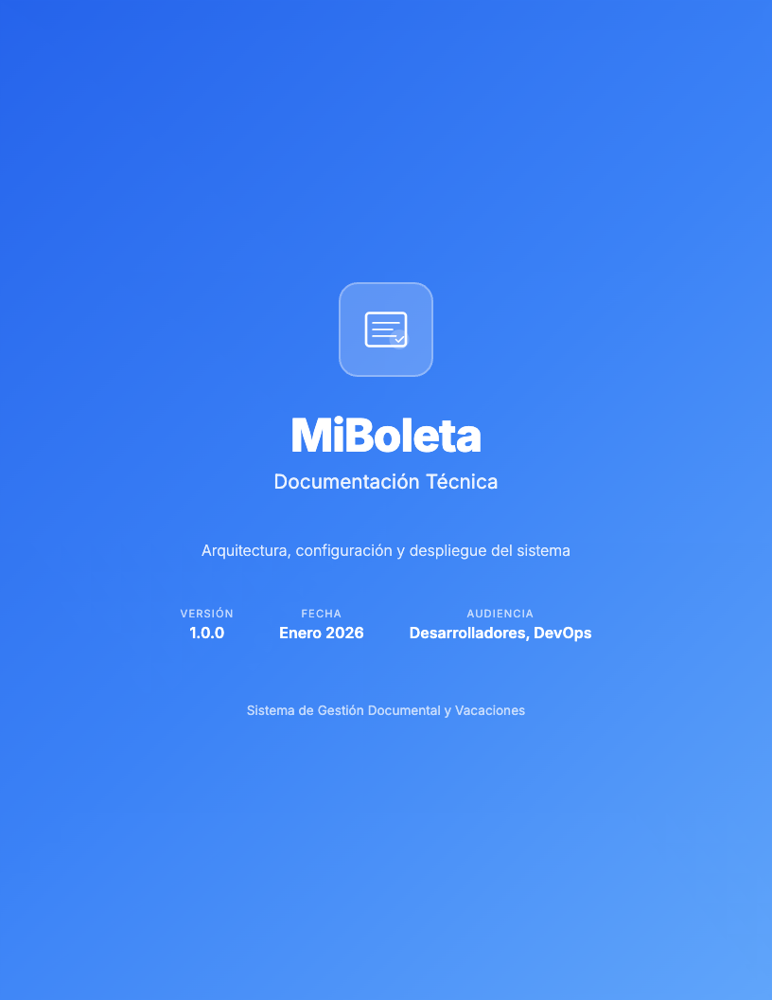 MiBoleta
Documentación Técnica
Arquitectura, configuración y despliegue del sistema
VERSIÓN
1.0.0
FECHA
Enero 2026
AUDIENCIA
Desarrolladores, DevOps
Sistema de Gestión Documental y Vacaciones